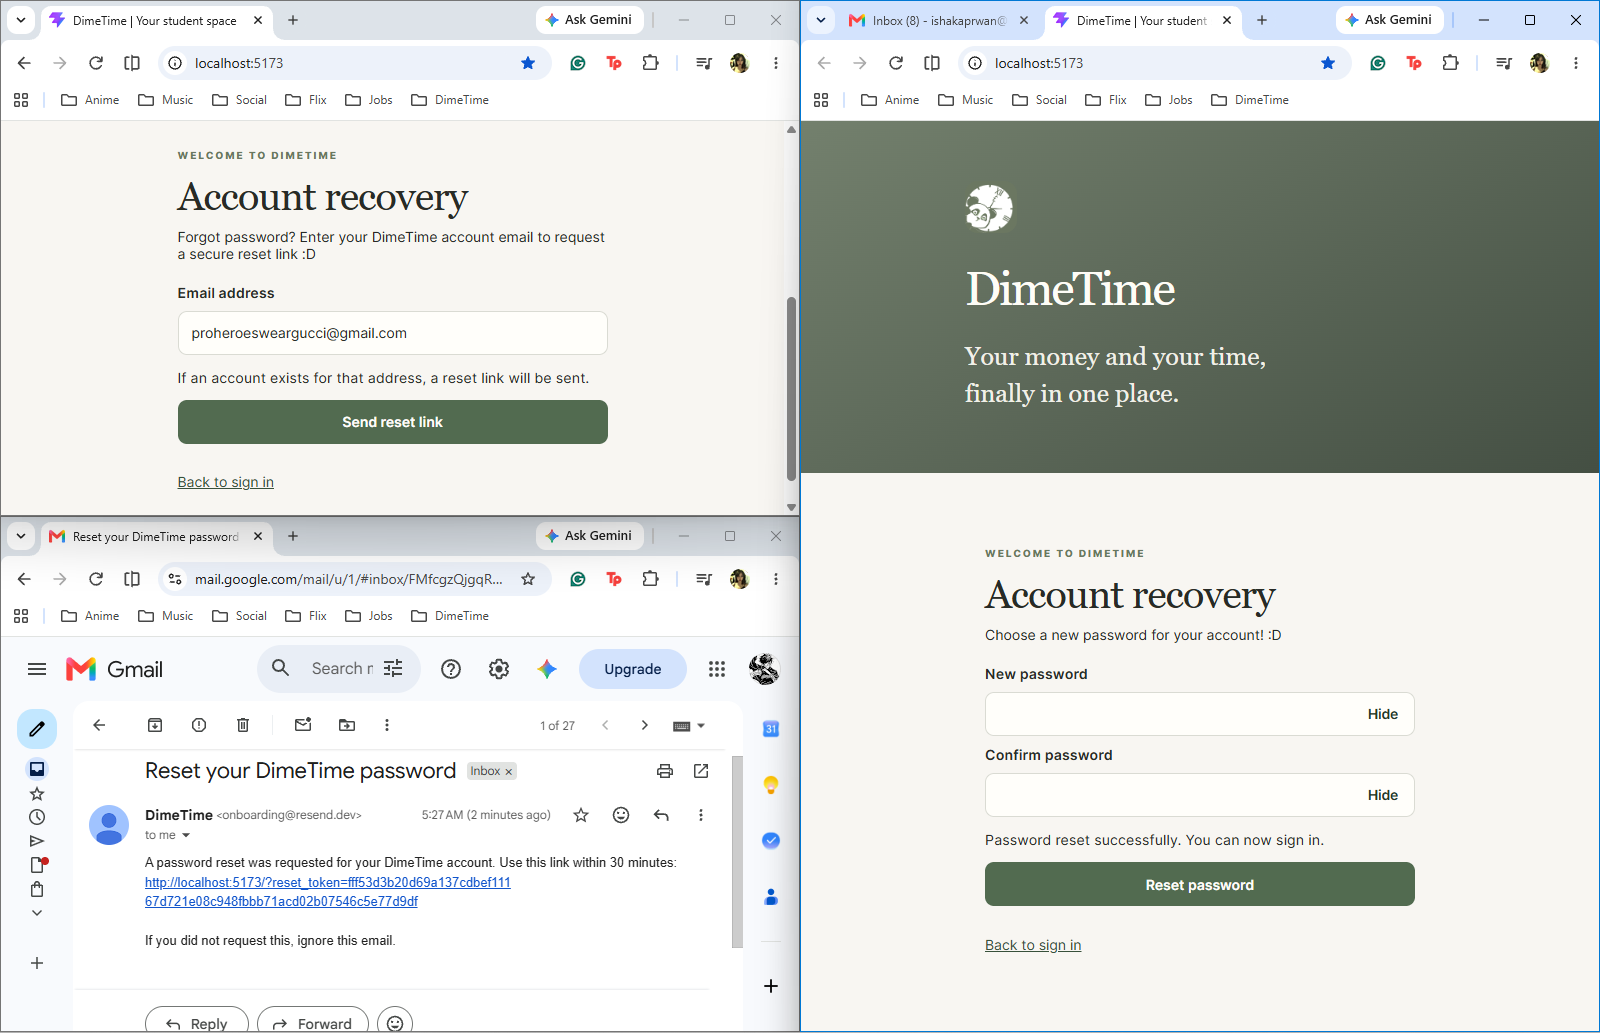 DimeTime | Your student space
Ask Gemini
localhost:5173
Tp
Anime
Music
Social
Flix
Jobs
DimeTime
WELCOME TO DIMETIME
Account recovery
Forgot password? Enter your DimeTime account email to request
a secure reset link :D
Email address
proheroesweargucci@gmail.com
If an account exists for that address, a reset link will be sent.
Send reset link
Back to sign in
Reset your DimeTime password
Ask Gemini
mail.google.com/mail/u/1/#inbox/FMfcgzQjgqR...
Tp
Anime
Music
Social
Flix
Jobs
DimeTime
Gmail
Search
Upgrade
1 of 27
31
Reset your DimeTime password
Inbox x
DimeTime <onboarding@resend.dev>
5:27 AM (2 minutes ago)
to me
A password reset was requested for your DimeTime account. Use this link within 30 minutes:
http://localhost:5173/?reset_token=fff53d3b20d69a137cdbef111
67d721e08c948fbbb71acd02b07546c5e77d9df
If you did not request this, ignore this email.
Reply
Forward
Inbox (8) - ishakaprwan@
DimeTime | Your student
Ask Gemini
localhost:5173
Tp
Anime
Music
Social
Flix
Jobs
DimeTime
DimeTime
Your money and your time,
finally in one place.
WELCOME TO DIMETIME
Account recovery
Choose a new password for your account! :D
New password
Hide
Confirm password
Hide
Password reset successfully. You can now sign in.
Reset password
Back to sign in